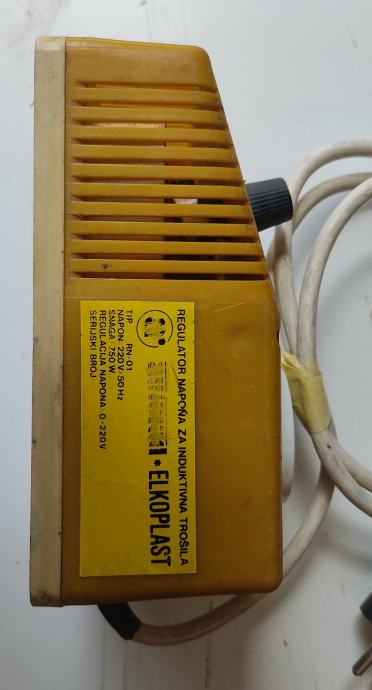 REGULATOR NAPONA ZA INDUKTIVNA TROŠILA
* ELKOPLAST
TIP RN-01
NAPON 220V/50Hz
SNAGA 750W
REGULACIJA NAPONA 0-220V
SERIJSKI BROJ